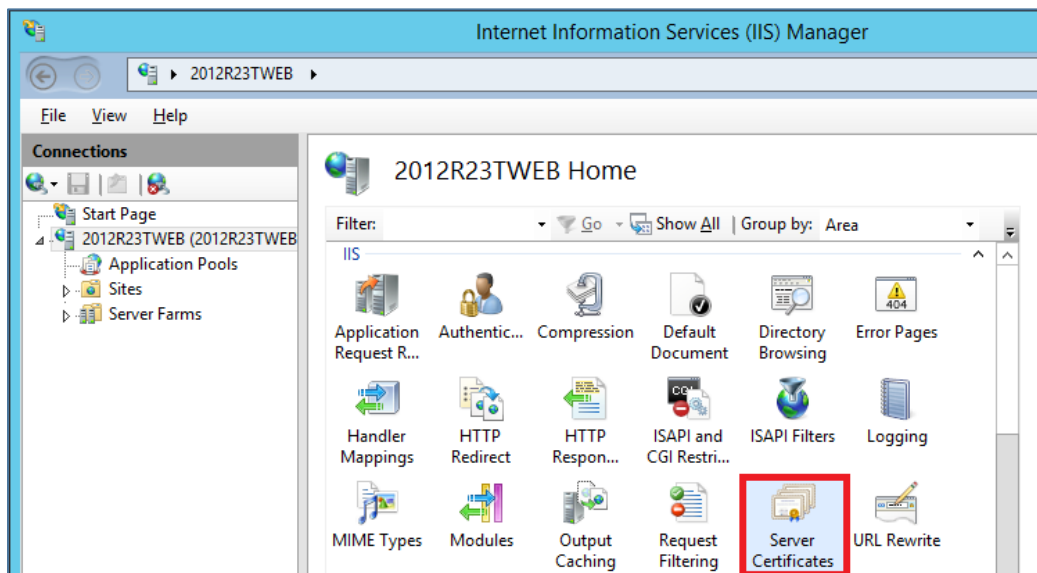 Internet Information Services (IIS) Manager
2012R23TWEB
File View Help
Connections
Start Page
2012R23TWEB (2012R23TWEB
Application Pools
Sites
Server Farms
2012R23TWEB Home
Filter: Go Show All Group by: Area
IIS
Application Request R...
Authentic...
Compression
Default Document
Directory Browsing
404
Error Pages
Handler Mappings
HTTP Redirect
HTTP Respon...
CGI
ISAPI and CGI Restri...
ISAPI Filters
Logging
MIME Types
Modules
Output Caching
Request Filtering
Server Certificates
URL Rewrite